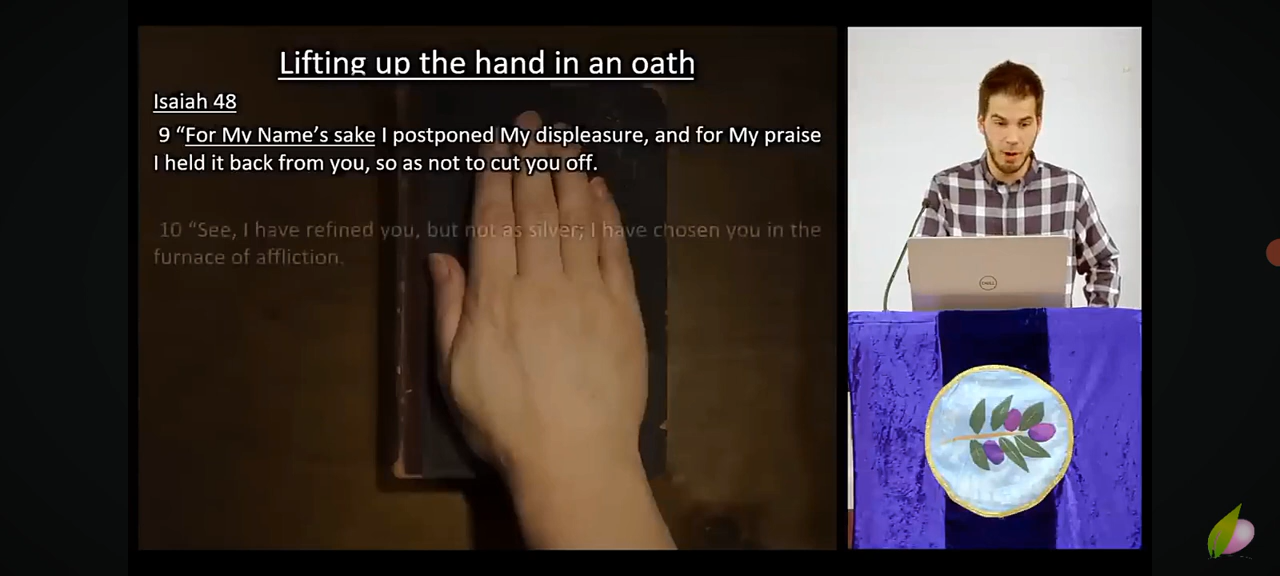 Lifting up the hand in an oath
Isaiah 48
9 “For My Name’s sake I postponed My displeasure, and for My praise
I held it back from you, so as not to cut you off.
10 “See, I have refined you, but not as silver; I have chosen you in the
furnace of affliction.
DELL